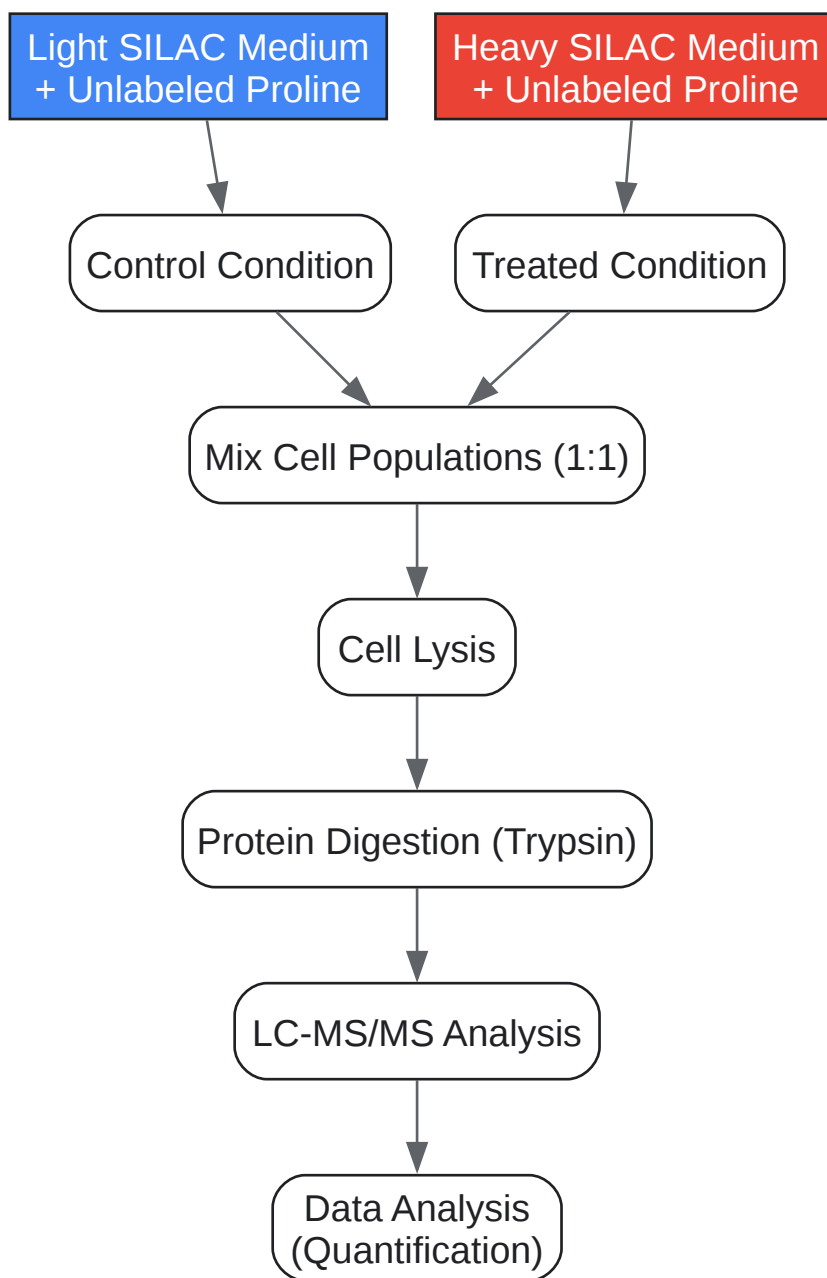 Light SILAC Medium
+ Unlabeled Proline
Heavy SILAC Medium
+ Unlabeled Proline
Control Condition
Treated Condition
Mix Cell Populations (1:1)
Cell Lysis
Protein Digestion (Trypsin)
LC-MS/MS Analysis
Data Analysis
(Quantification)